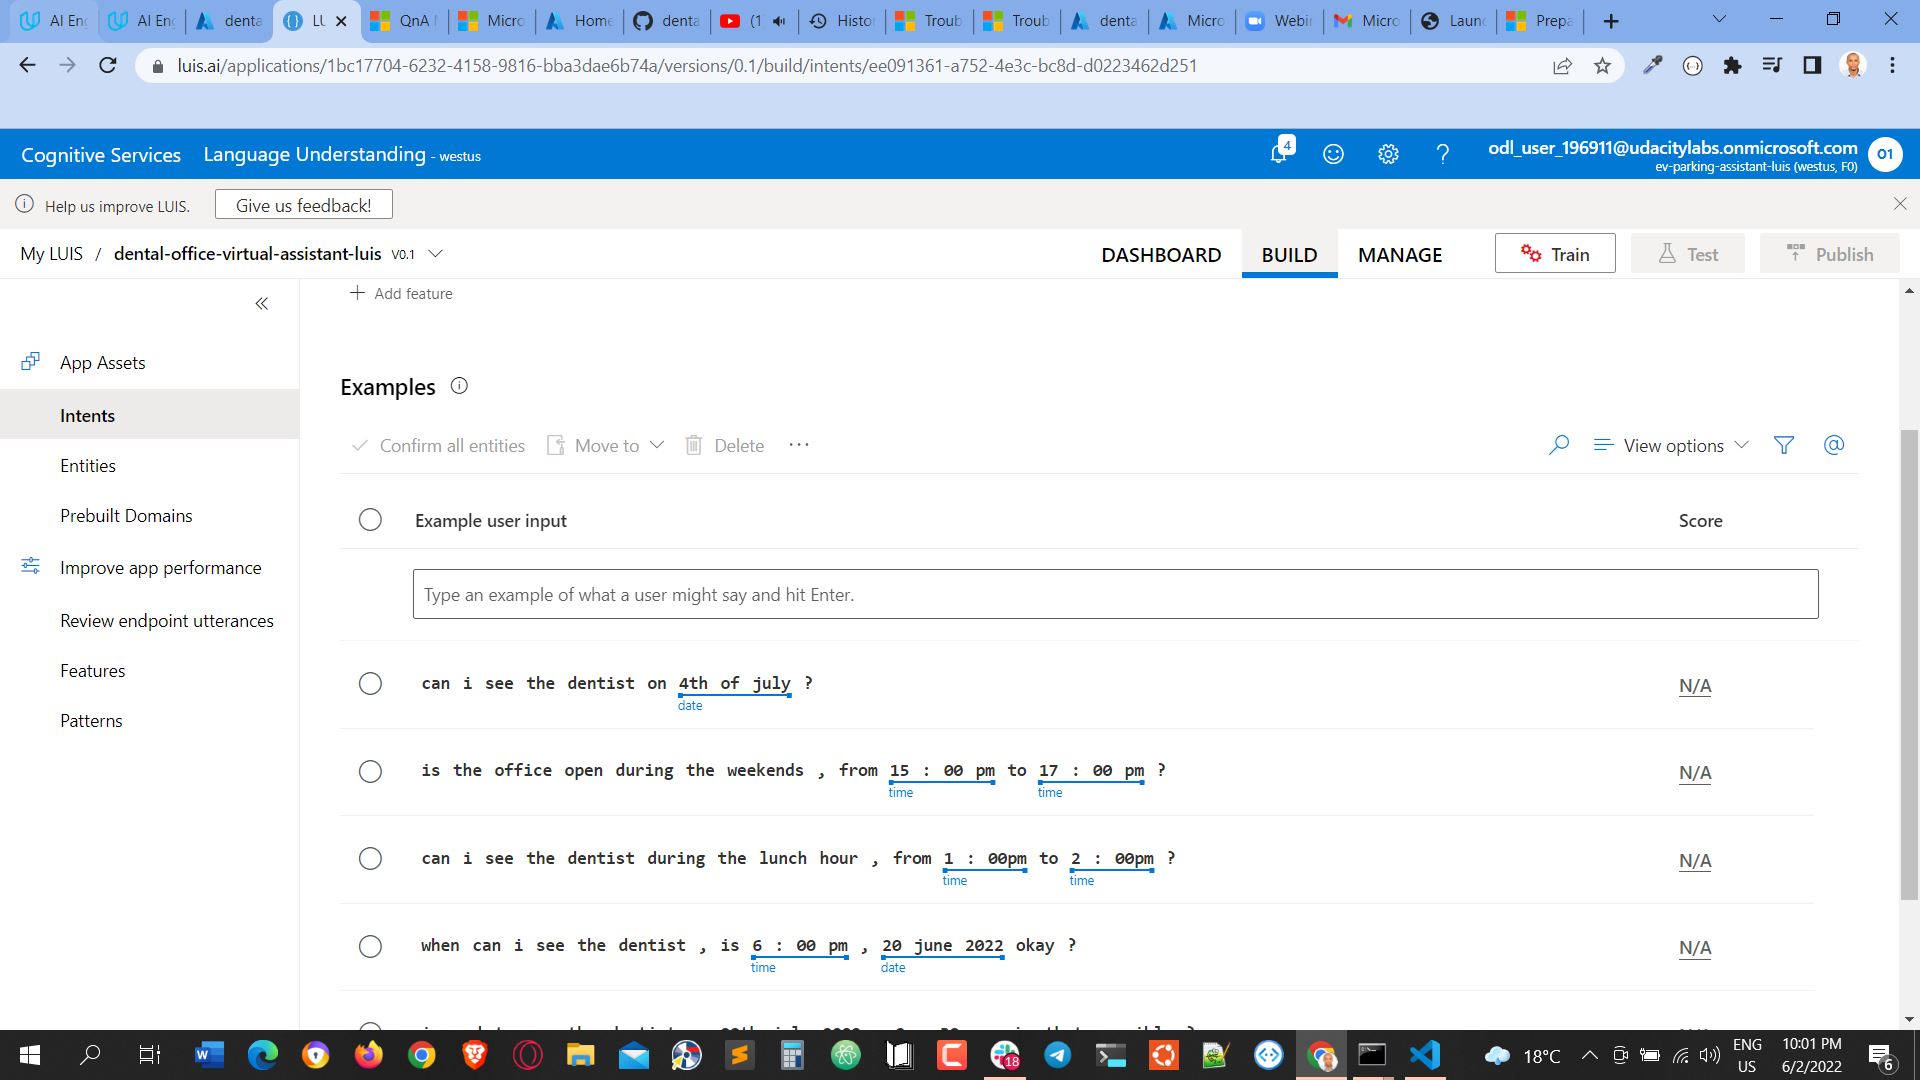 AI En
AI En
denta
LU
QnA M
Micro
Home
denta
(1
Histo
Troub
Troub
denta
Micro
Webin
Micro
Launc
Prepa
luis.ai/applications/1bc17704-6232-4158-9816-bba3dae6b74a/versions/0.1/build/intents/ee091361-a752-4e3c-bc8d-d0223462d251
Cognitive Services Language Understanding - westus
4
odl_user_196911@udacitylabs.onmicrosoft.com
ev-parking-assistant-luis (westus, F0)
O1
Help us improve LUIS. Give us feedback!
My LUIS / dental-office-virtual-assistant-luis V0.1
DASHBOARD BUILD MANAGE Train Test Publish
+ Add feature
App Assets
Intents
Entities
Prebuilt Domains
Improve app performance
Review endpoint utterances
Features
Patterns
Examples
Confirm all entities Move to Delete ··· View options
Example user input Score
Type an example of what a user might say and hit Enter.
can i see the dentist on 4th of july ? N/A
date
is the office open during the weekends , from 15 : 00 pm to 17 : 00 pm ? N/A
time time
can i see the dentist during the lunch hour , from 1 : 00pm to 2 : 00pm ? N/A
time time
when can i see the dentist , is 6 : 00 pm , 20 june 2022 okay ? N/A
time date
18
18°C
ENG
US
10:01 PM
6/2/2022
6